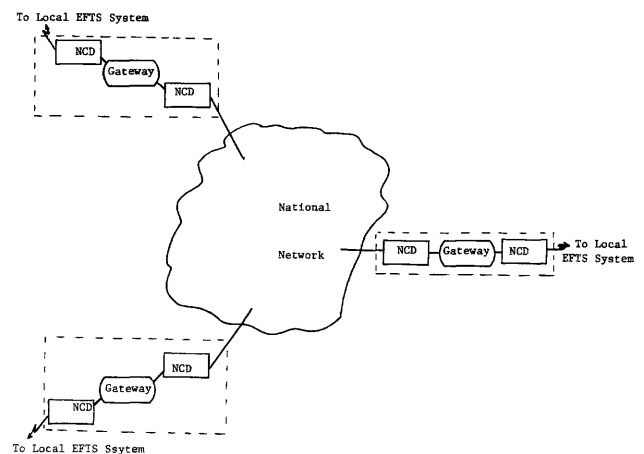 To Local EFTS System
NCD
Gateway
NCD
National
Network
NCD
Gateway
NCD
To Local
EFTS System
NCD
Gateway
NCD
To Local EFTS Ssytem